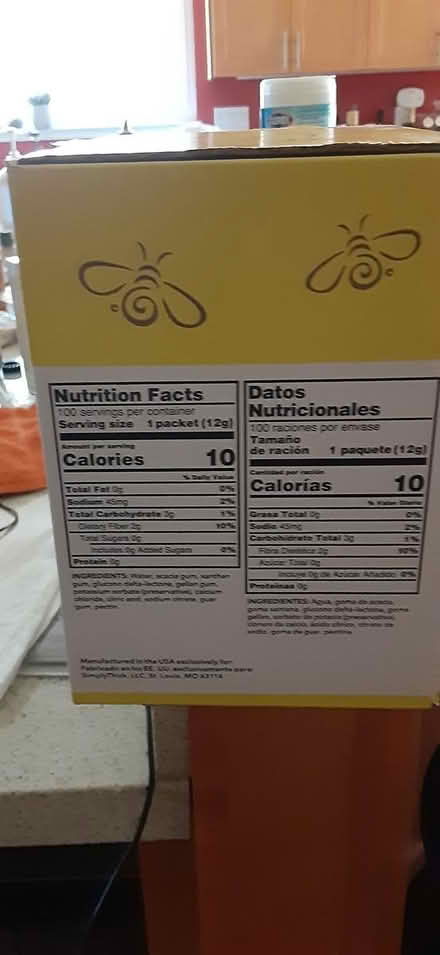 Nutrition Facts
100 servings per container
Serving size 1 packet (12g)
Amount per serving
Calories 10
% Daily Value
Total Fat 0g 0%
Sodium 45mg 2%
Total Carbohydrate 3g 1%
Dietary Fiber 2g 10%
Total Sugars 0g
Includes 0g Added Sugars 0%
Protein 0g
INGREDIENTS: Water, acacia gum, xanthan
gum, glucono delta-lactone, gellan gum,
potassium sorbate (preservative), calcium
chloride, citric acid, sodium citrate, guar
gum, pectin.
Datos
Nutricionales
100 raciones por envase
Tamaño
de ración 1 paquete (12g)
Cantidad por ración
Calorías 10
% Valor Diario
Grasa Total 0g 0%
Sodio 45mg 2%
Carbohidrato Total 3g 1%
Fibra Dietética 2g 10%
Azúcar Total 0g
Incluye 0g de Azúcar Añadido 0%
Proteínas 0g
INGREDIENTES: Agua, goma de acacia,
goma xantana, glucono delta-lactona, goma
gellan, sorbato de potasio (preservativo),
cloruro de calcio, ácido cítrico, citrato de
sodio, goma de guar, pectina.
Manufactured in the USA exclusively for:
Fabricado en los EE. UU. exclusivamente para:
SimplyThick, LLC, St. Louis, MO 63114